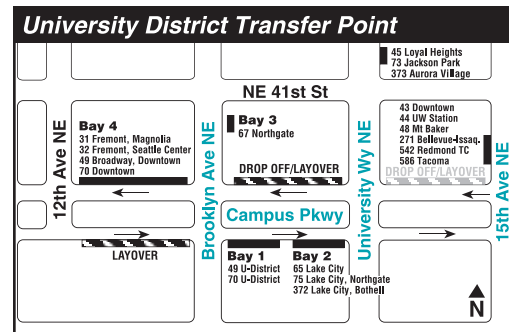 University District Transfer Point
45 Loyal Heights
73 Jackson Park
373 Aurora Village
NE 41st St
Bay 4
31 Fremont, Magnolia
32 Fremont, Seattle Center
49 Broadway, Downtown
70 Downtown
Bay 3
67 Northgate
DROP OFF/LAYOVER
43 Downtown
44 UW Station
48 Mt Baker
271 Bellevue-Issaq.
542 Redmond TC
586 Tacoma
DROP OFF/LAYOVER
12th Ave NE
Brooklyn Ave NE
University Wy NE
15th Ave NE
Campus Pkwy
LAYOVER
Bay 1
49 U-District
70 U-District
Bay 2
65 Lake City
75 Lake City, Northgate
372 Lake City, Bothell
N